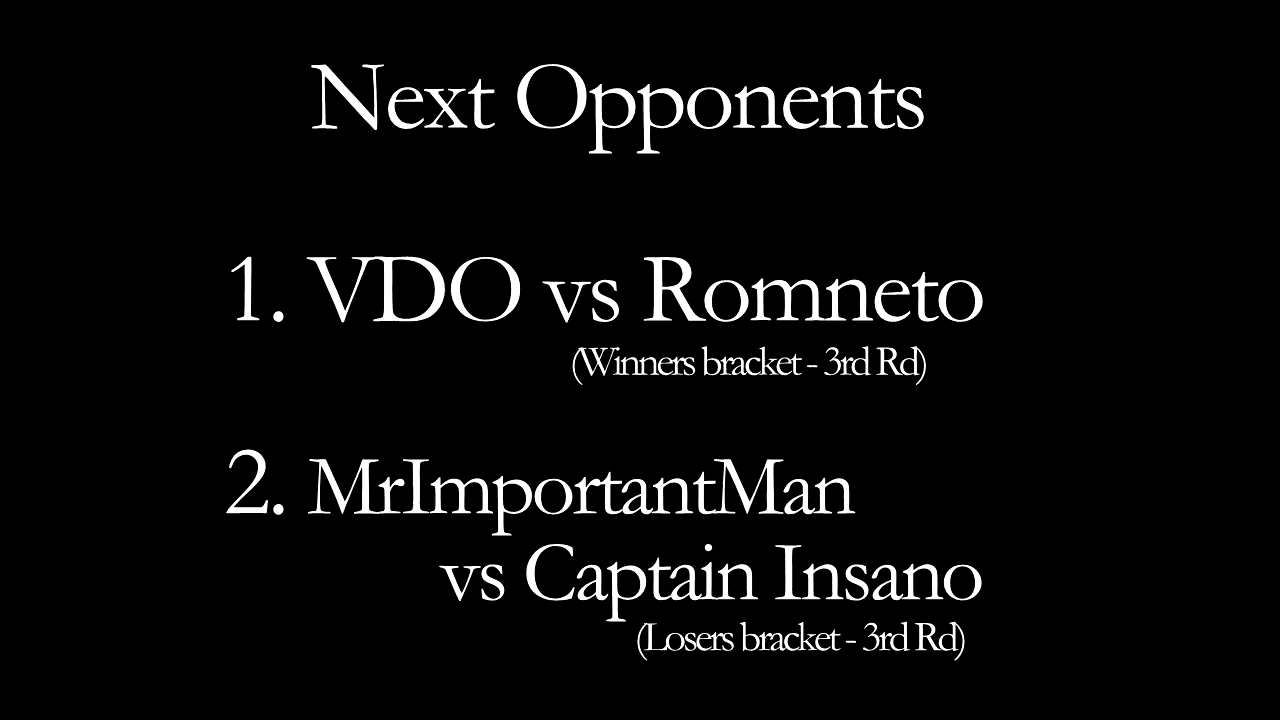 Next Opponents
1. VDO vs Romneto
(Winners bracket - 3rd Rd)
2. MrImportantMan
vs Captain Insano
(Losers bracket - 3rd Rd)